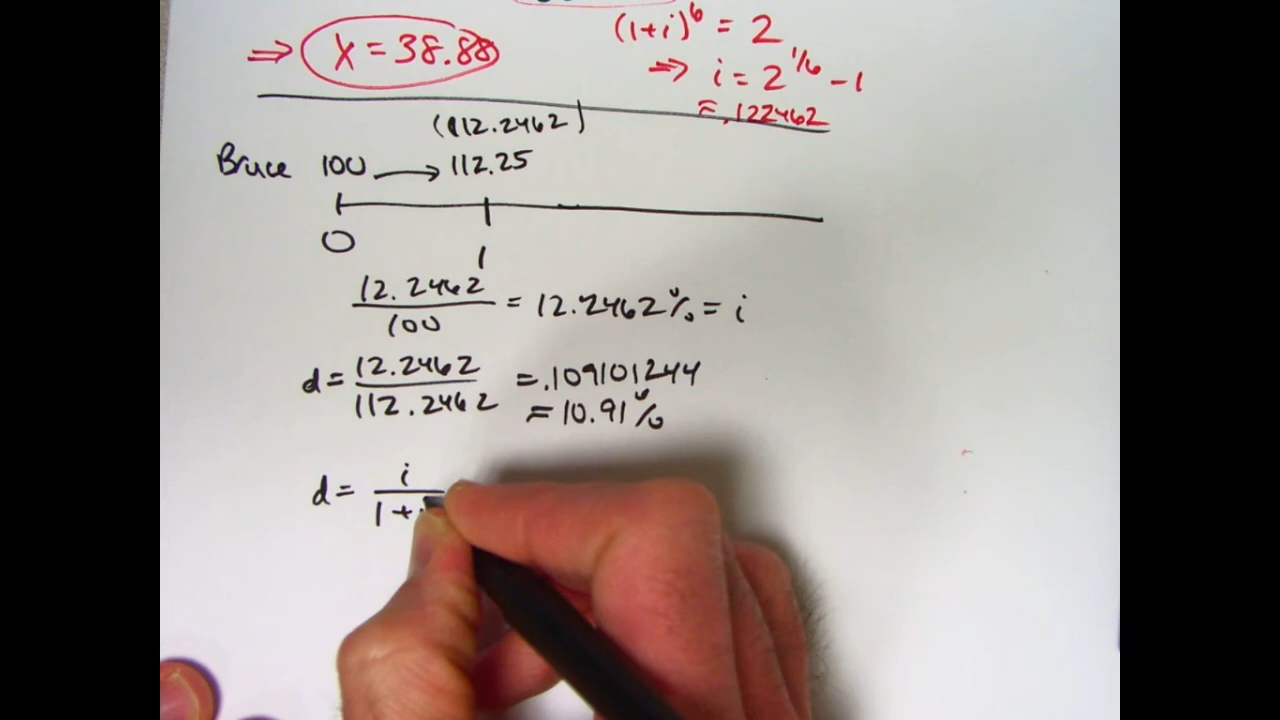 (1+i)^6 = 2
⇒ X = 38.88
⇒ i = 2^1/6 - 1
≈ .122462
(112.2462)
Bruce 100 → 112.25
0 1
12.2462 / 100 = 12.2462% = i
d = 12.2462 / 112.2462 = .109101244
≈ 10.91%
d = i / 1+